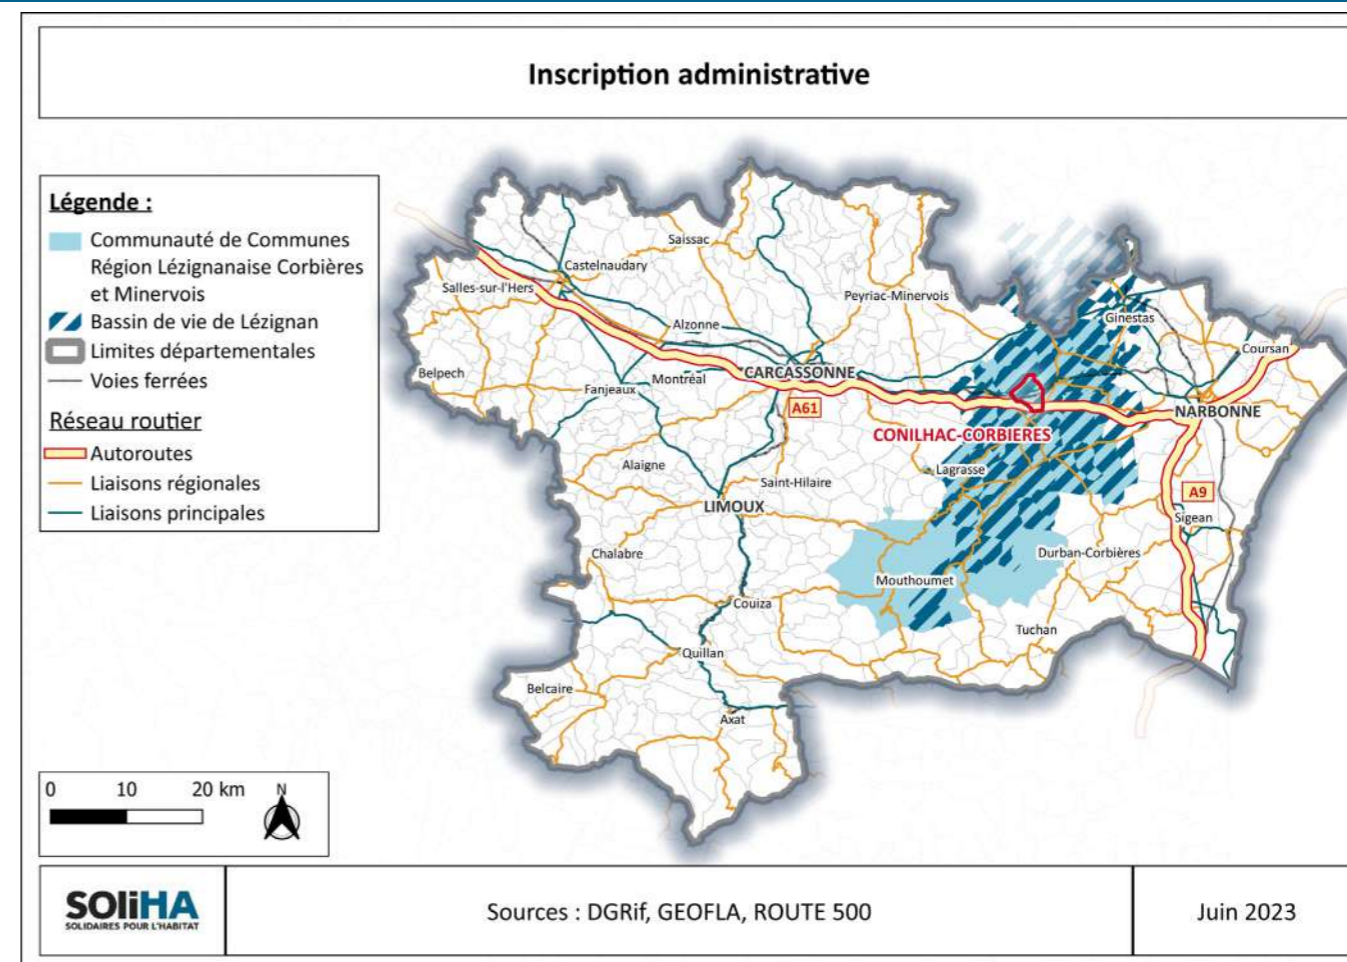 Inscription administrative
Légende :
Communauté de Communes
Région Lézignanaise Corbières
et Minervois
Bassin de vie de Lézignan
Limites départementales
Voies ferrées
Réseau routier
Autoroutes
Liaisons régionales
Liaisons principales
Saissac
Castelnaudary
Salles-sur-l'Hers
Peyriac-Minervois
Ginestas
Alzonne
Coursan
Belpech
CARCASSONNE
Montréal
Fanjeaux
A61
NARBONNE
CONILHAC-CORBIERES
Alaigne
Lagrasse
Saint-Hilaire
A9
LIMOUX
Sigean
Chalabre
Durban-Corbières
Mouthoumet
Couiza
Tuchan
Quillan
Belcaire
Axat
0 10 20 km
N
SOliHA
SOLIDAIRES POUR L'HABITAT
Sources : DGRif, GEOFLA, ROUTE 500
Juin 2023